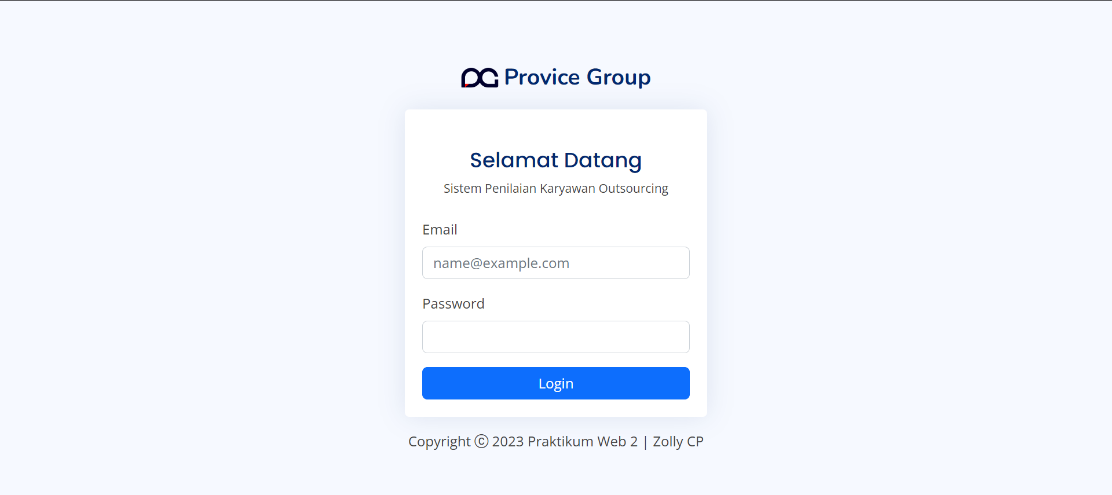 Provice Group
Selamat Datang
Sistem Penilaian Karyawan Outsourcing
Email
name@example.com
Password
Login
Copyright © 2023 Praktikum Web 2 | Zolly CP